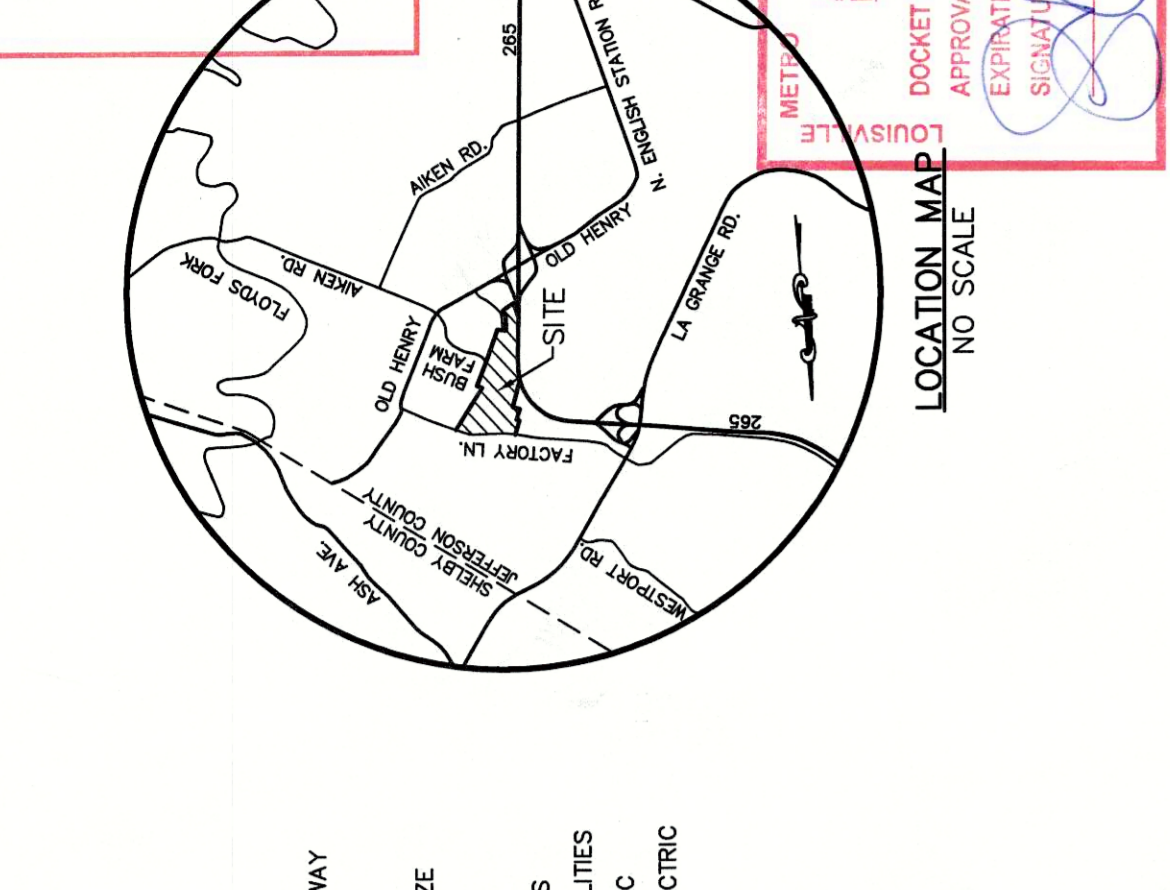 265
N. ENGLISH STATION R
AIKEN RD.
OLD HENRY
LA GRANGE RD.
AIKEN RD.
FLOYDS FORK
OLD HENRY
BUSH
FARM
SITE
FACTORY LN.
265
SHELBY COUNTY
JEFFERSON COUNTY
ASH AVE.
WESTPORT RD.
LOCATION MAP
NO SCALE
LOUISVILLE
METRO
DOCKET
APPROVA
EXPIRATI
SIGNATU
WAY
ZE
S
LITIES
C
CTRIC